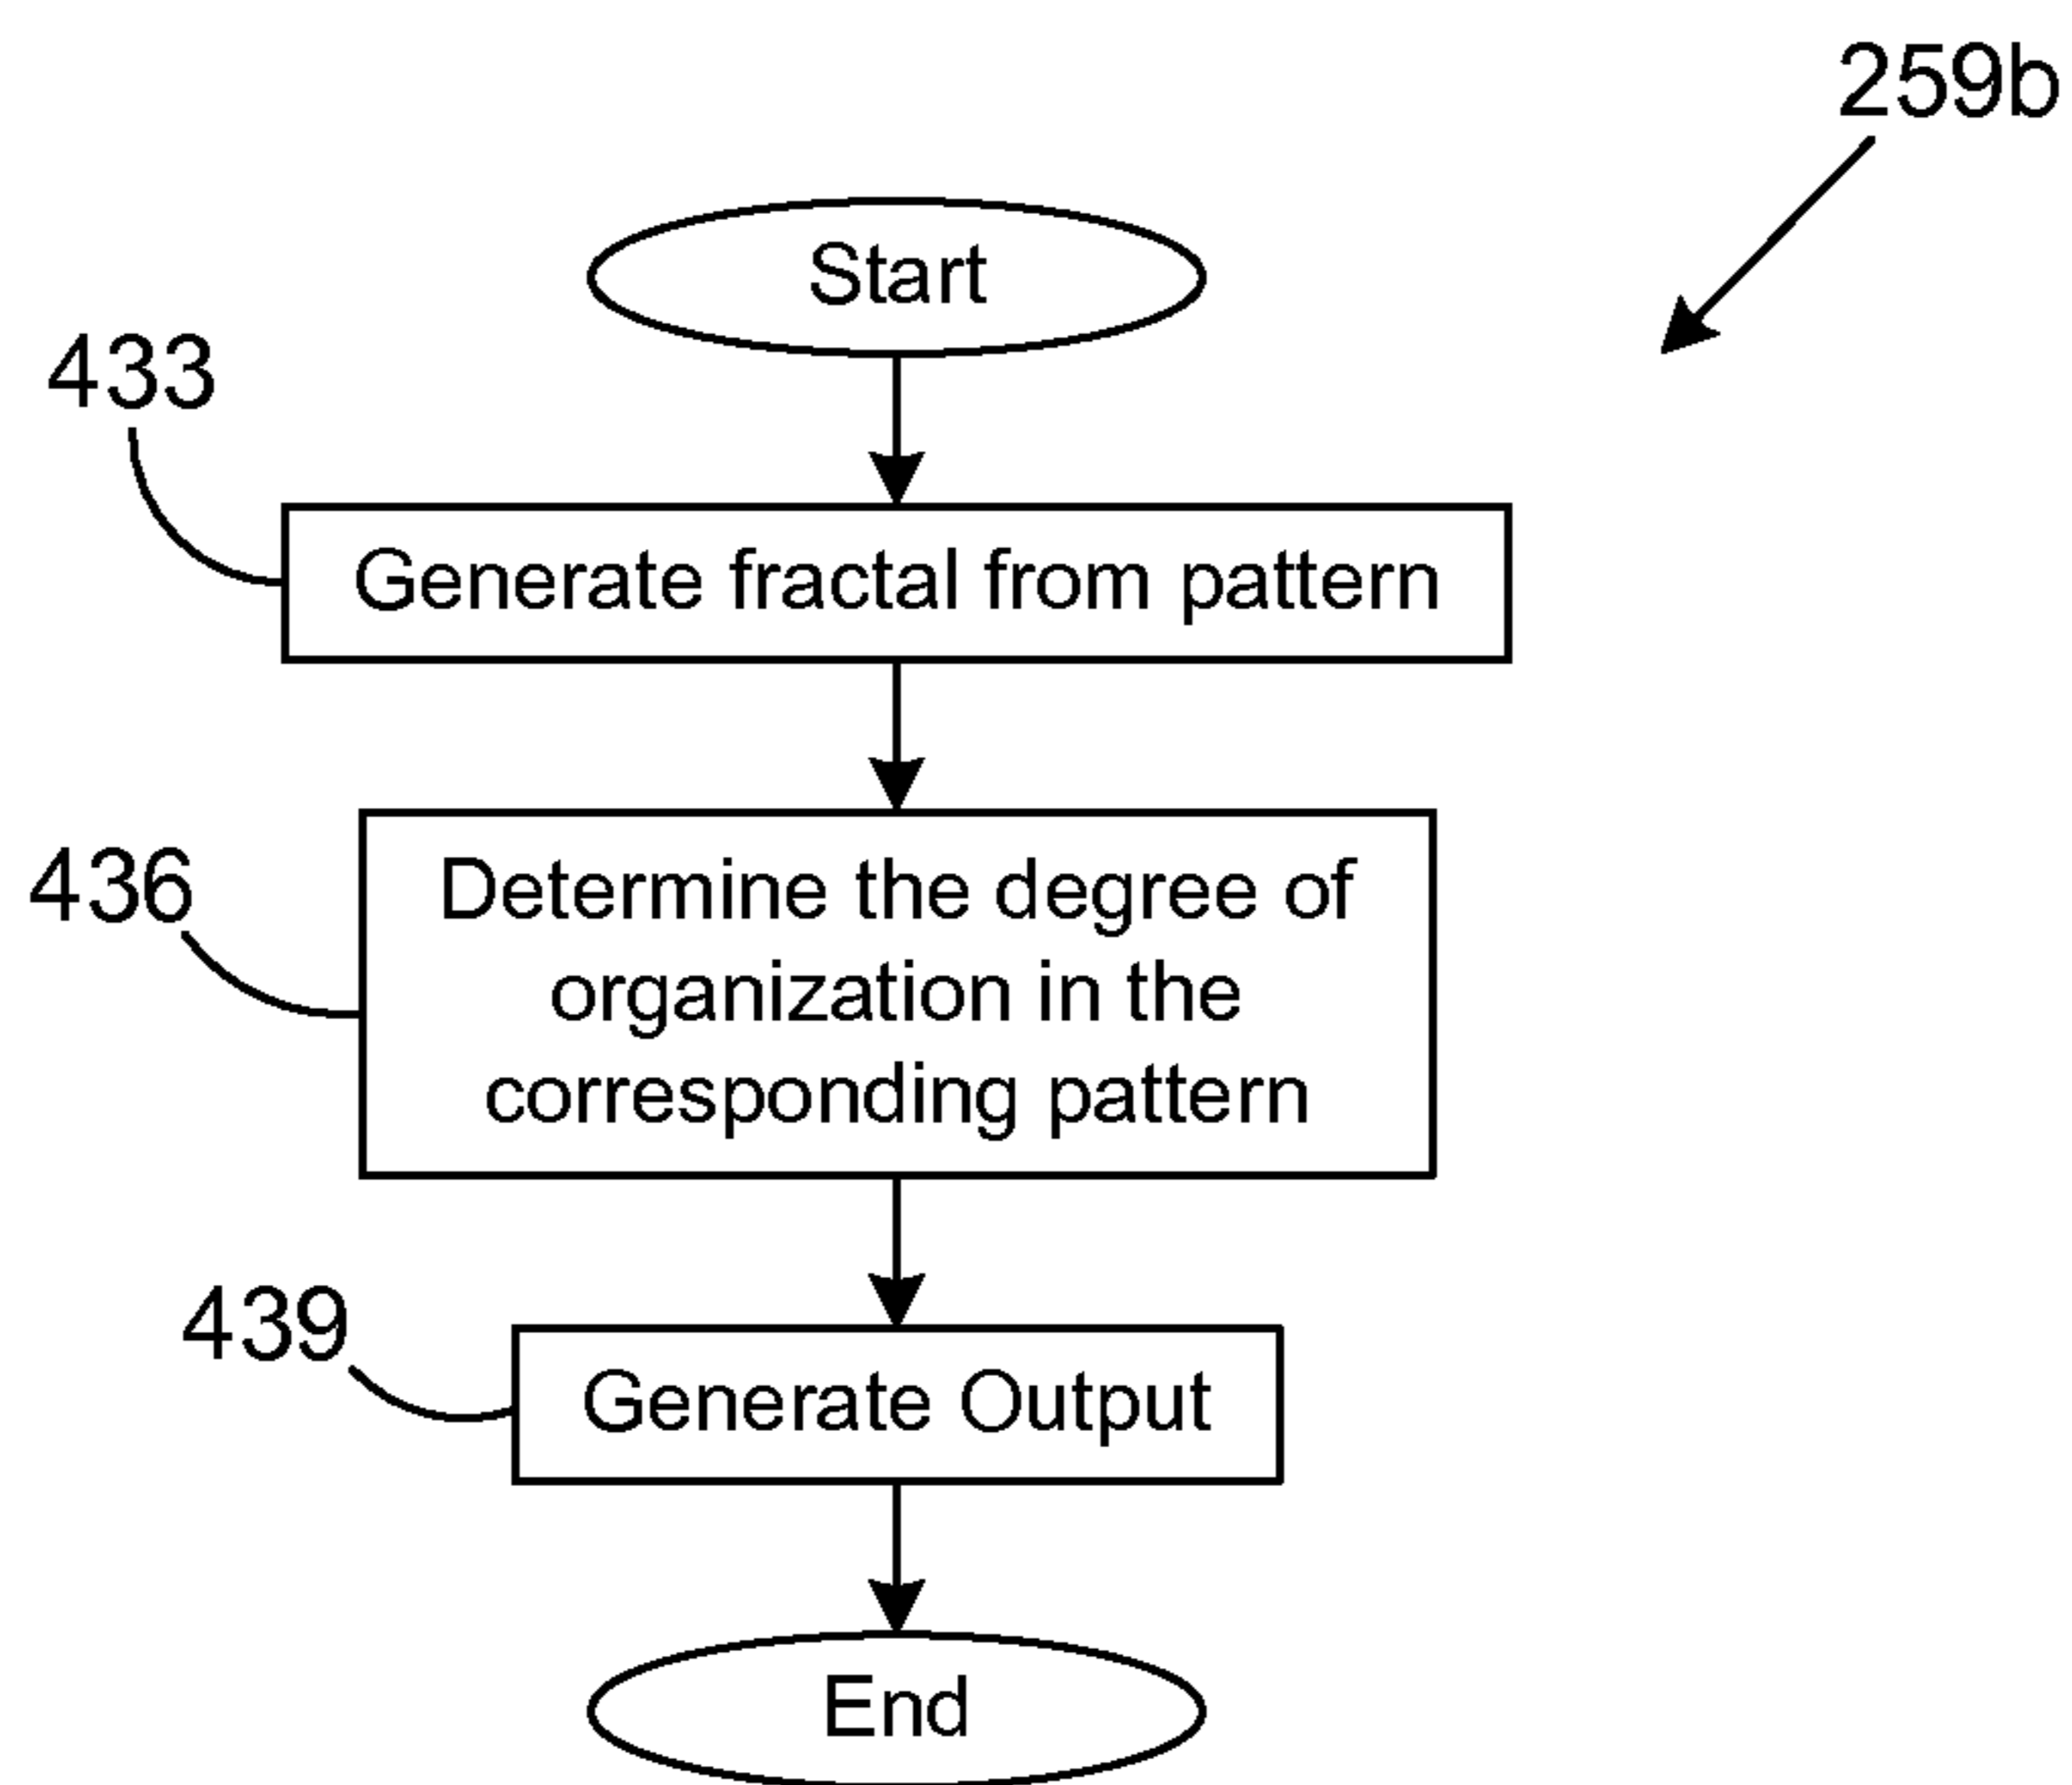 259b
Start
433
Generate fractal from pattern
436
Determine the degree of
organization in the
corresponding pattern
439
Generate Output
End